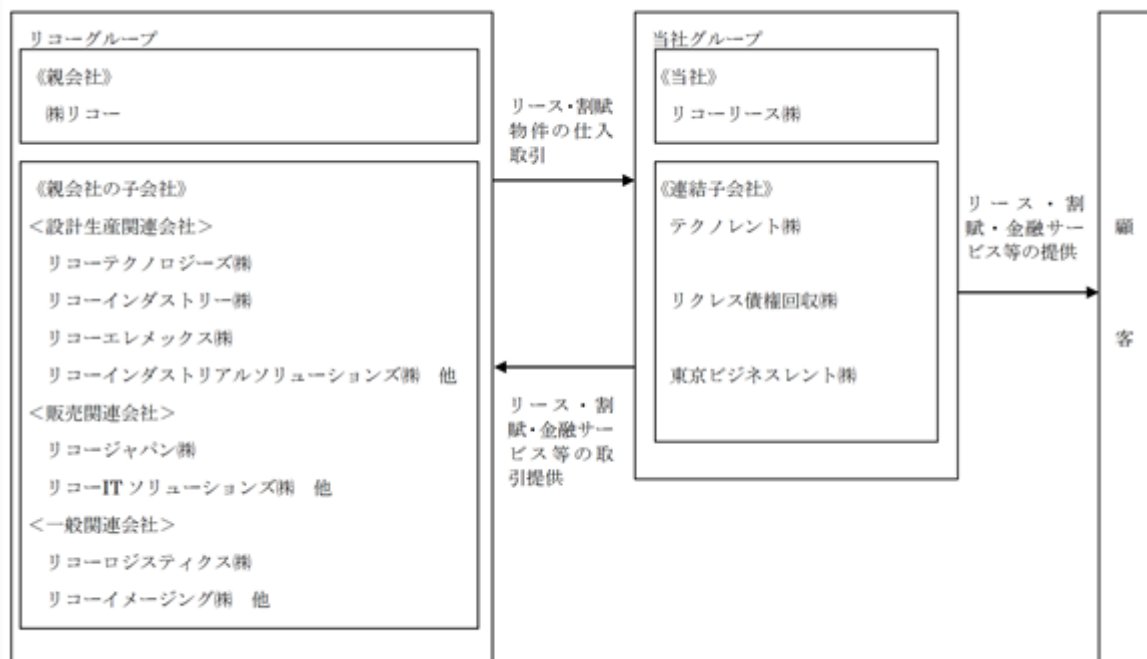 リコーグループ
《親会社》
㈱リコー
《親会社の子会社》
＜設計生産関連会社＞
リコーテクノロジーズ㈱
リコーインダストリー㈱
リコーエレメックス㈱
リコーインダストリアルソリューションズ㈱　他
＜販売関連会社＞
リコージャパン㈱
リコーITソリューションズ㈱　他
＜一般関連会社＞
リコーロジスティクス㈱
リコーイメージング㈱　他
リース・割賦
物件の仕入
取引
リース・割
賦・金融サー
ビス等の取
引提供
当社グループ
《当社》
リコーリース㈱
《連結子会社》
テクノレント㈱
リクレス債権回収㈱
東京ビジネスレント㈱
リース・割
賦・金融サー
ビス等の提供
顧
客